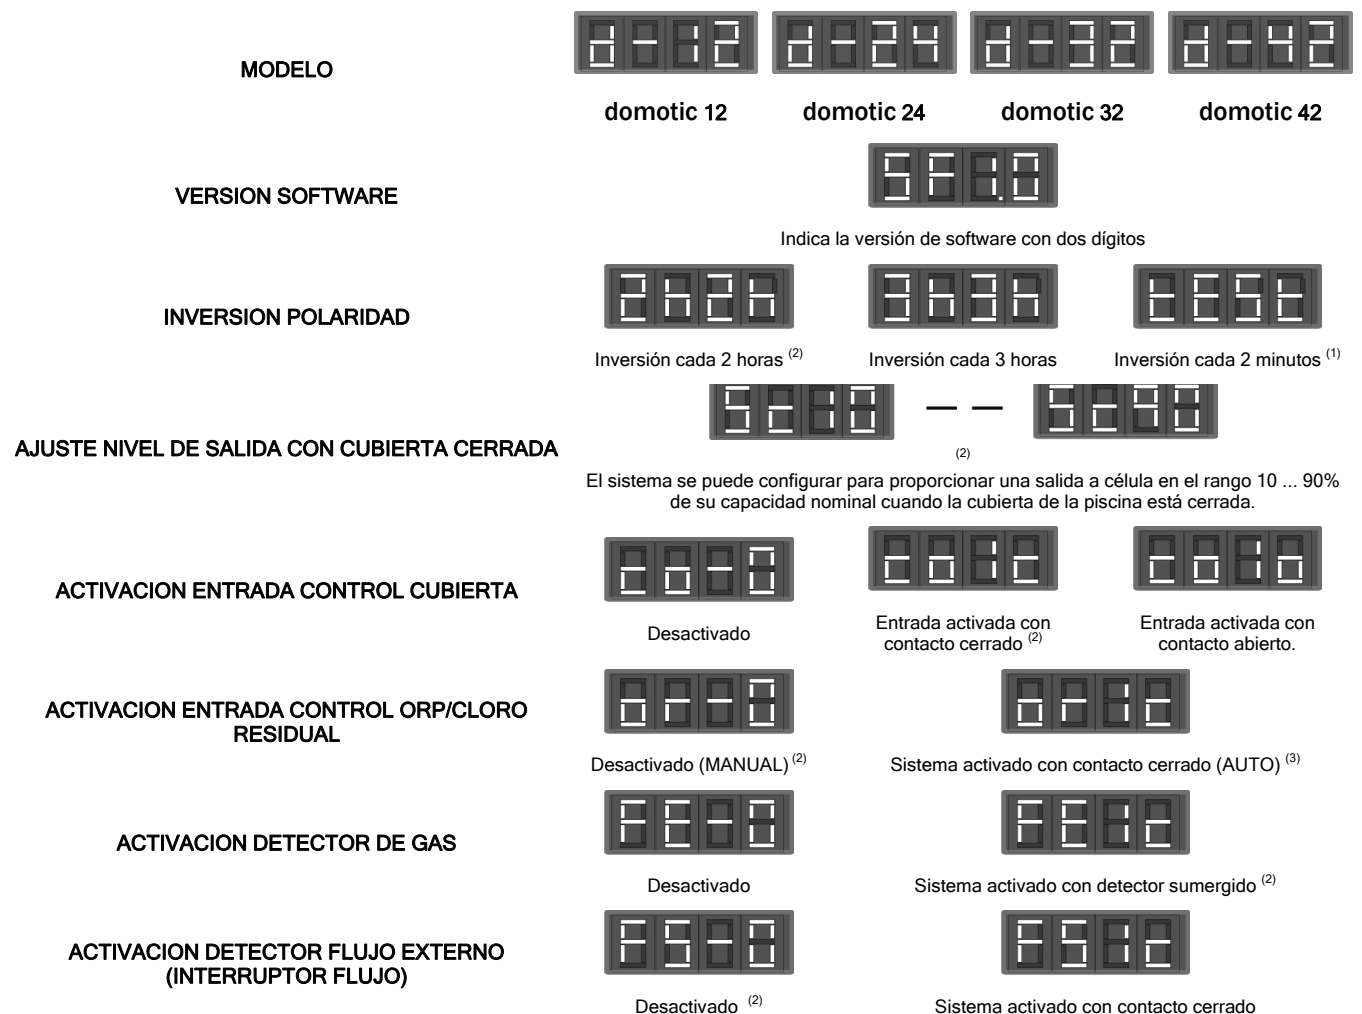 MODELO
d-12 d-24 d-32 d-42
domotic 12 domotic 24 domotic 32 domotic 42
VERSION SOFTWARE
Indica la versión de software con dos dígitos
INVERSION POLARIDAD
Inversión cada 2 horas (2) Inversión cada 3 horas Inversión cada 2 minutos (1)
AJUSTE NIVEL DE SALIDA CON CUBIERTA CERRADA
(2)
El sistema se puede configurar para proporcionar una salida a célula en el rango 10 ... 90%
de su capacidad nominal cuando la cubierta de la piscina está cerrada.
ACTIVACION ENTRADA CONTROL CUBIERTA
Desactivado
Entrada activada con
contacto cerrado (2)
Entrada activada con
contacto abierto.
ACTIVACION ENTRADA CONTROL ORP/CLORO
RESIDUAL
Desactivado (MANUAL) (2) Sistema activado con contacto cerrado (AUTO) (3)
ACTIVACION DETECTOR DE GAS
Desactivado Sistema activado con detector sumergido (2)
ACTIVACION DETECTOR FLUJO EXTERNO
(INTERRUPTOR FLUJO)
Desactivado (2) Sistema activado con contacto cerrado